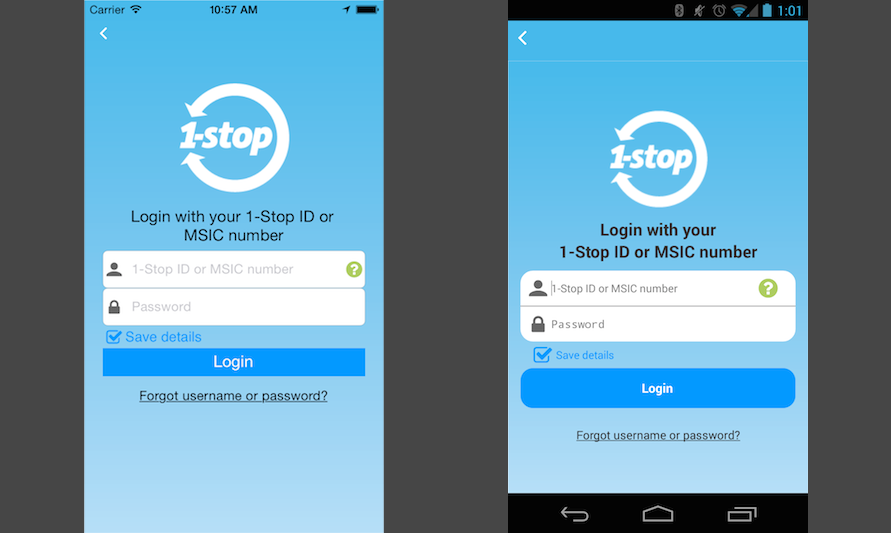 Carrier 10:57 AM
1-stop
Login with your 1-Stop ID or
MSIC number
1-Stop ID or MSIC number ?
Password
Save details
Login
Forgot username or password?
1:01
1-stop
Login with your
1-Stop ID or MSIC number
1-Stop ID or MSIC number ?
Password
Save details
Login
Forgot username or password?